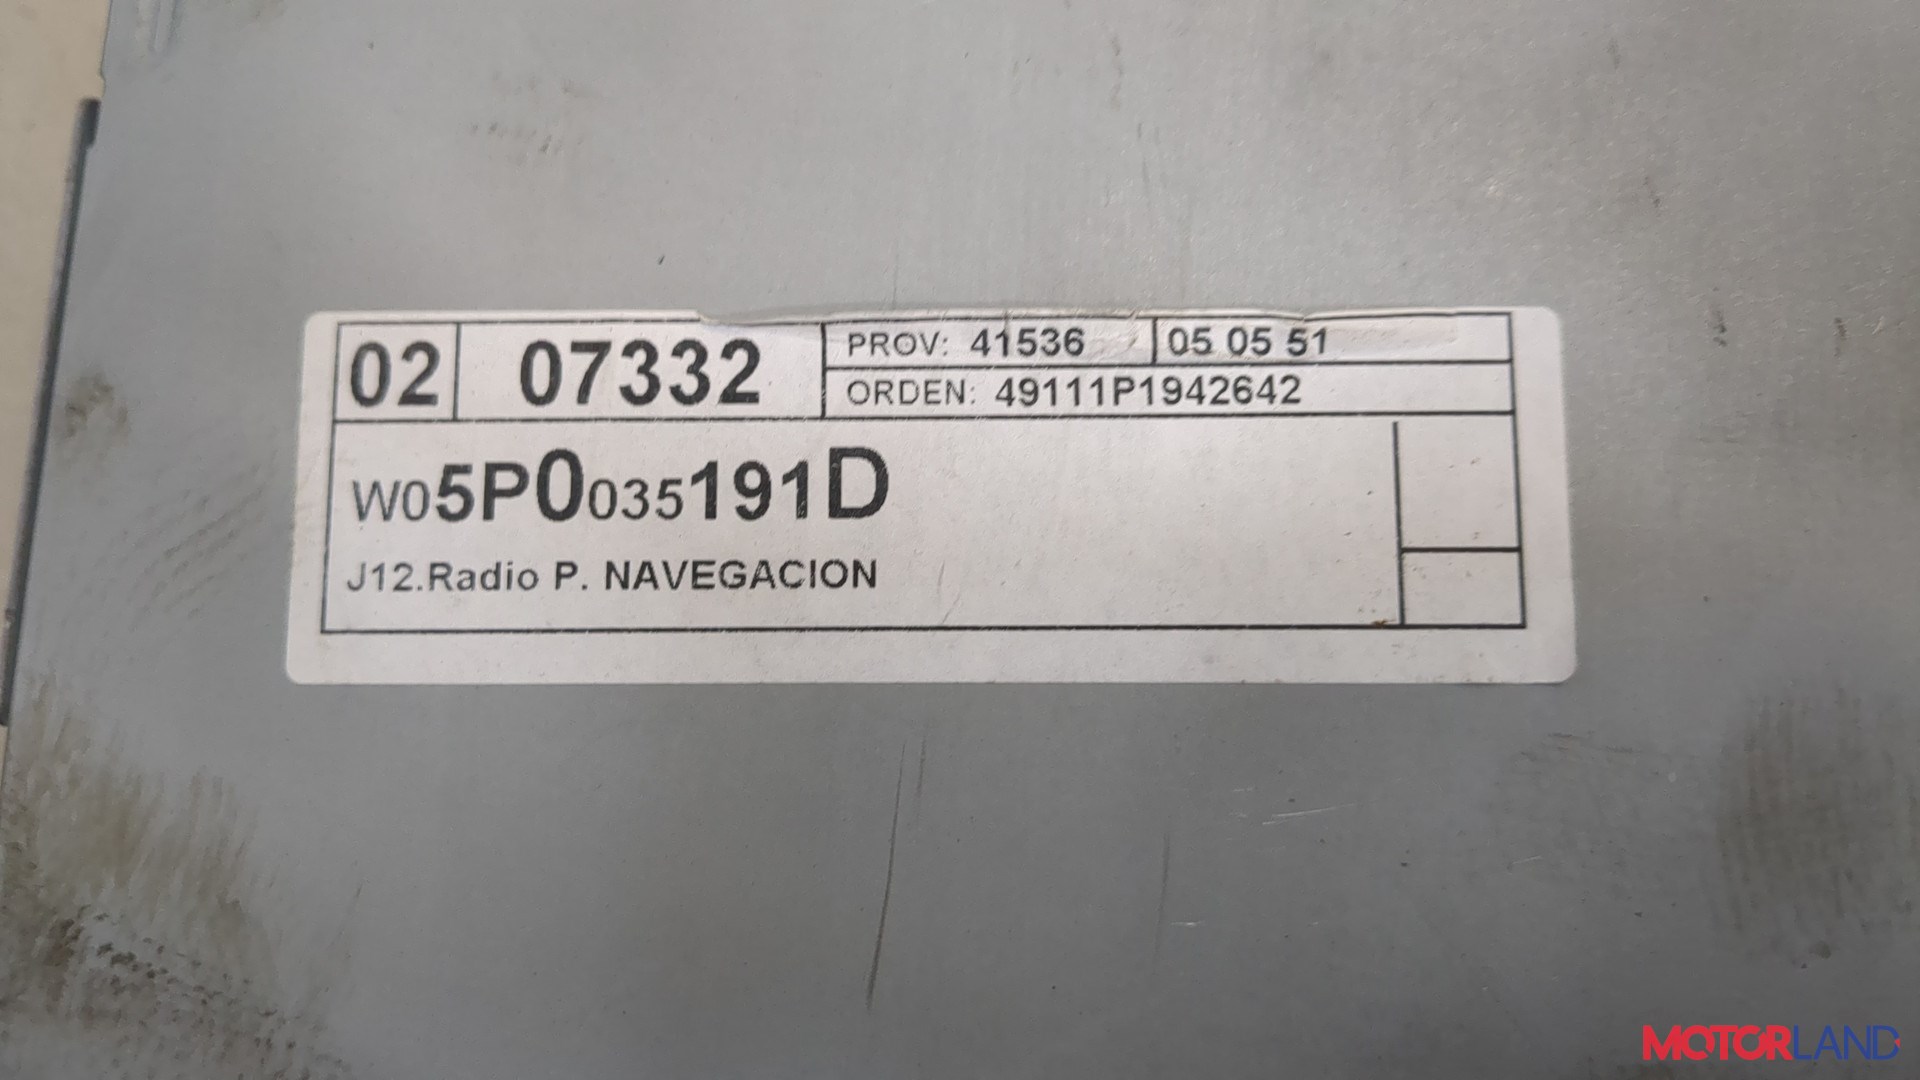 02 07332 PROV: 41536 05 05 51
ORDEN: 49111P1942642
W05P0035191D
J12.Radio P. NAVEGACION
MOTORLAND